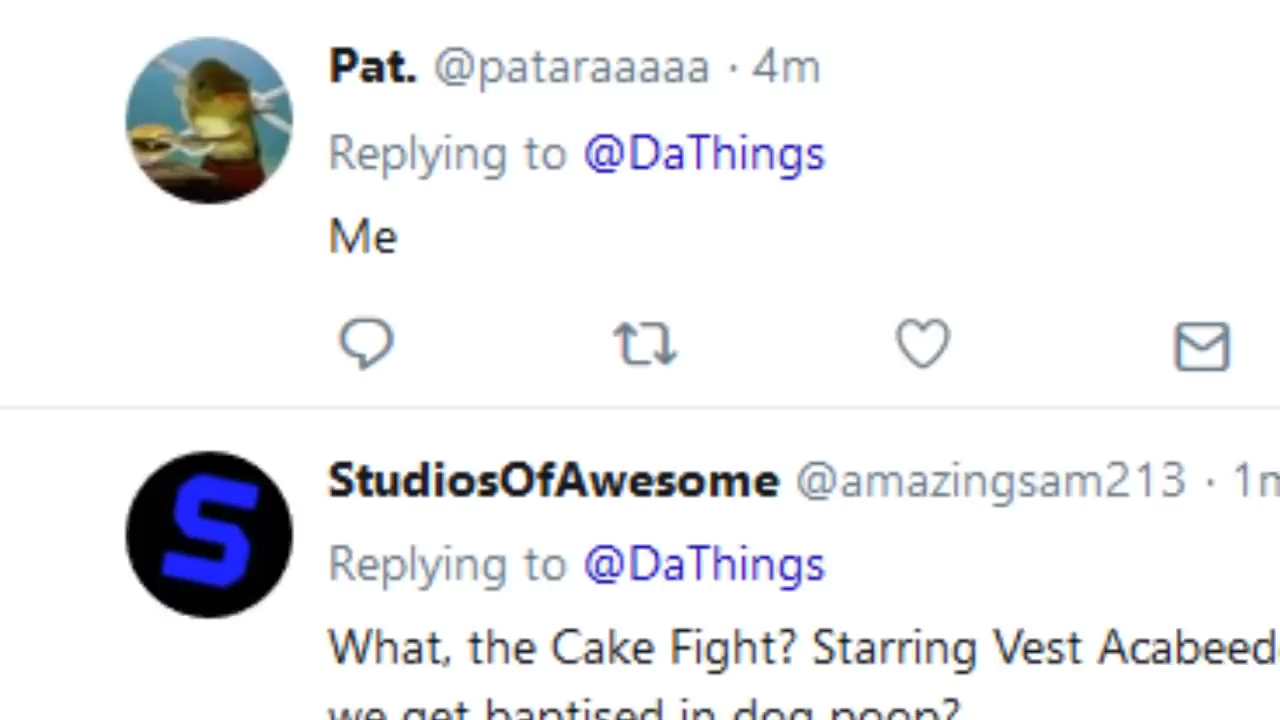 Pat. @pataraaaaa · 4m
Replying to @DaThings
Me
StudiosOfAwesome @amazingsam213 · 1m
Replying to @DaThings
What, the Cake Fight? Starring Vest
we get baptised in dog poop?